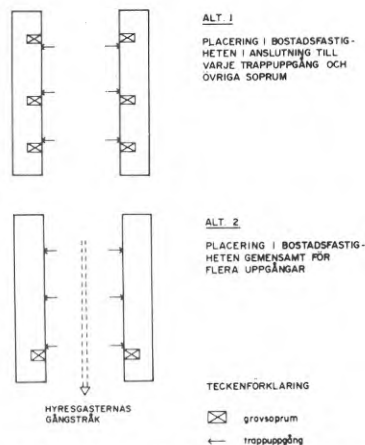 ALT. 1
PLACERING I BOSTADSFASTIG-
HETEN I ANSLUTNING TILL
VARJE TRAPPUPPGÅNG OCH
ÖVRIGA SOPRUM
ALT. 2
PLACERING I BOSTADSFASTIG-
HETEN GEMENSAMT FÖR
FLERA UPPGÅNGAR
HYRESGÄSTERNAS
GÅNGSTRÅK
TECKENFÖRKLARING
grovsoprum
trappuppgång